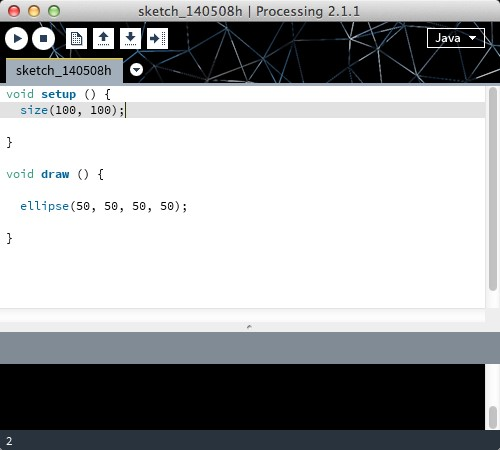 sketch_140508h | Processing 2.1.1
Java
sketch_140508h
void setup () {
  size(100, 100);
}
void draw () {
  ellipse(50, 50, 50, 50);
}
2